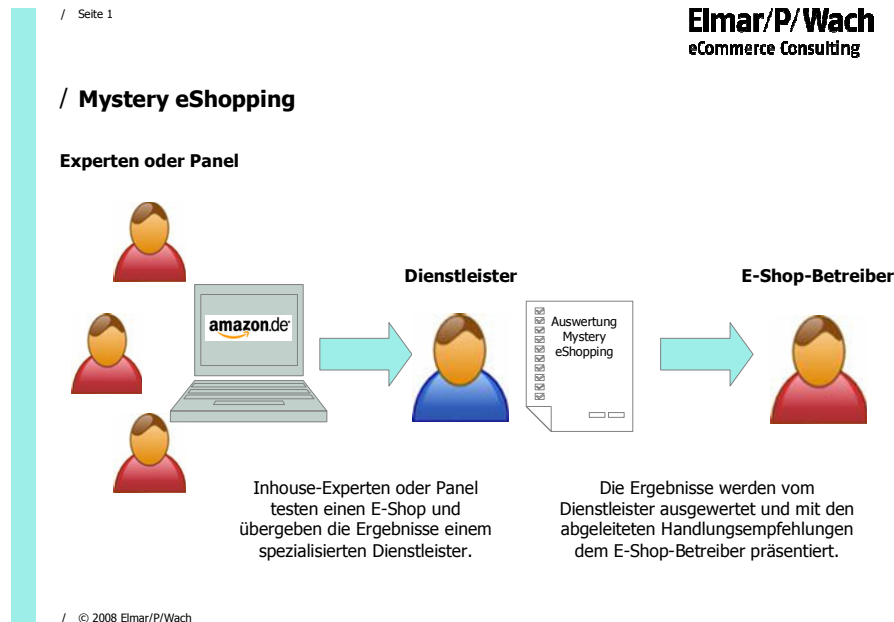 / Seite 1
Elmar/P/Wach
eCommerce Consulting
/ Mystery eShopping
Experten oder Panel
Dienstleister
E-Shop-Betreiber
amazon.de
Auswertung
Mystery
eShopping
Inhouse-Experten oder Panel
testen einen E-Shop und
übergeben die Ergebnisse einem
spezialisierten Dienstleister.
Die Ergebnisse werden vom
Dienstleister ausgewertet und mit den
abgeleiteten Handlungsempfehlungen
dem E-Shop-Betreiber präsentiert.
/ © 2008 Elmar/P/Wach